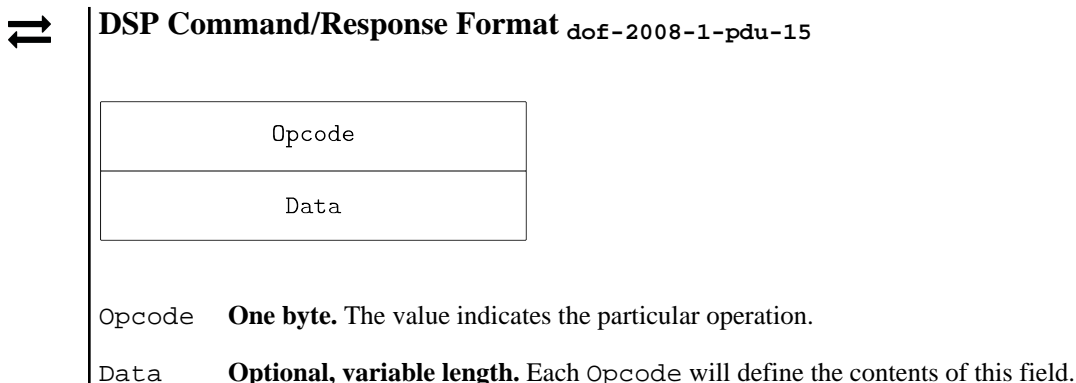 DSP Command/Response Format dof-2008-1-pdu-15
Opcode
Data
Opcode One byte. The value indicates the particular operation.
Data Optional, variable length. Each Opcode will define the contents of this field.